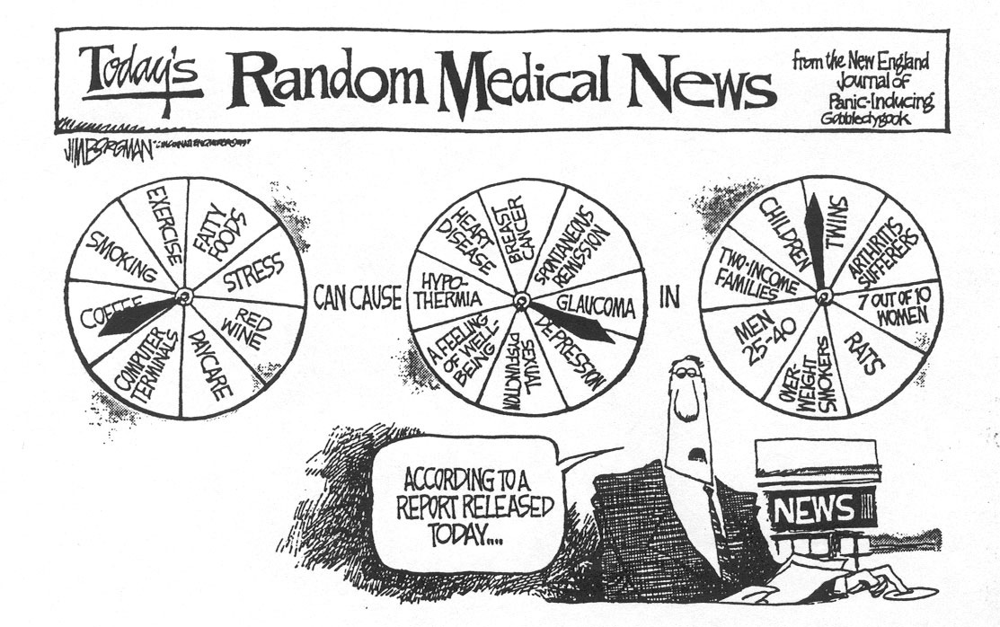 Today's Random Medical News
from the New England
Journal of
Panic-Inducing
Gobbledygook
JIM BORGMAN
EXERCISE
FATTY
FOODS
STRESS
RED
WINE
DAYCARE
COMPUTER
TERMINALS
COFFEE
SMOKING
CAN CAUSE
HEART
DISEASE
BREAST
CANCER
SPONTANEOUS
REMISSION
GLAUCOMA
DEPRESSION
SEXUAL
DYSFUNCTION
A FEELING
OF WELL-
BEING
HYPO-
THERMIA
IN
CHILDREN
TWINS
ARTHRITIS
SUFFERERS
7 OUT OF 10
WOMEN
RATS
OVER-
WEIGHT
SMOKERS
MEN
25-40
TWO-INCOME
FAMILIES
ACCORDING TO A
REPORT RELEASED
TODAY....
NEWS